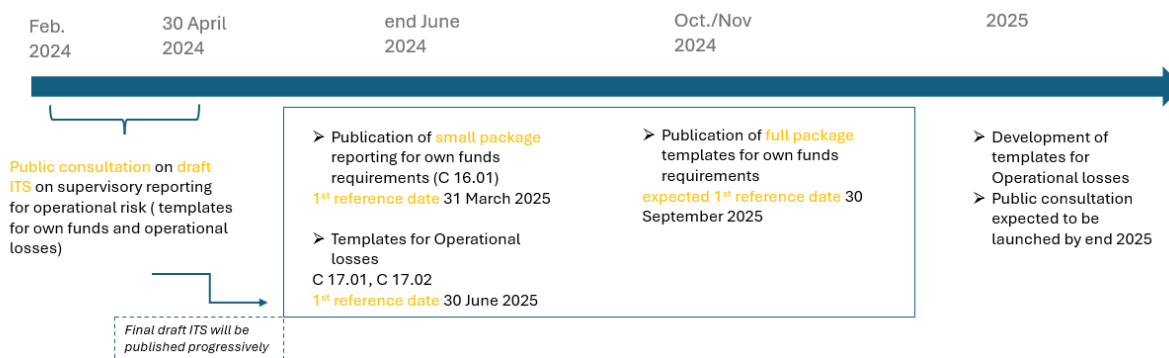 Feb.
2024
30 April
2024
end June
2024
Oct./Nov
2024
2025
Public consultation on draft
ITS on supervisory reporting
for operational risk ( templates
for own funds and operational
losses)
➢ Publication of small package
reporting for own funds
requirements (C 16.01)
1st reference date 31 March 2025
➢ Templates for Operational
losses
C 17.01, C 17.02
1st reference date 30 June 2025
➢ Publication of full package
templates for own funds
requirements
expected 1st reference date 30
September 2025
➢ Development of
templates for
Operational losses
➢ Public consultation
expected to be
launched by end 2025
Final draft ITS will be
published progressively